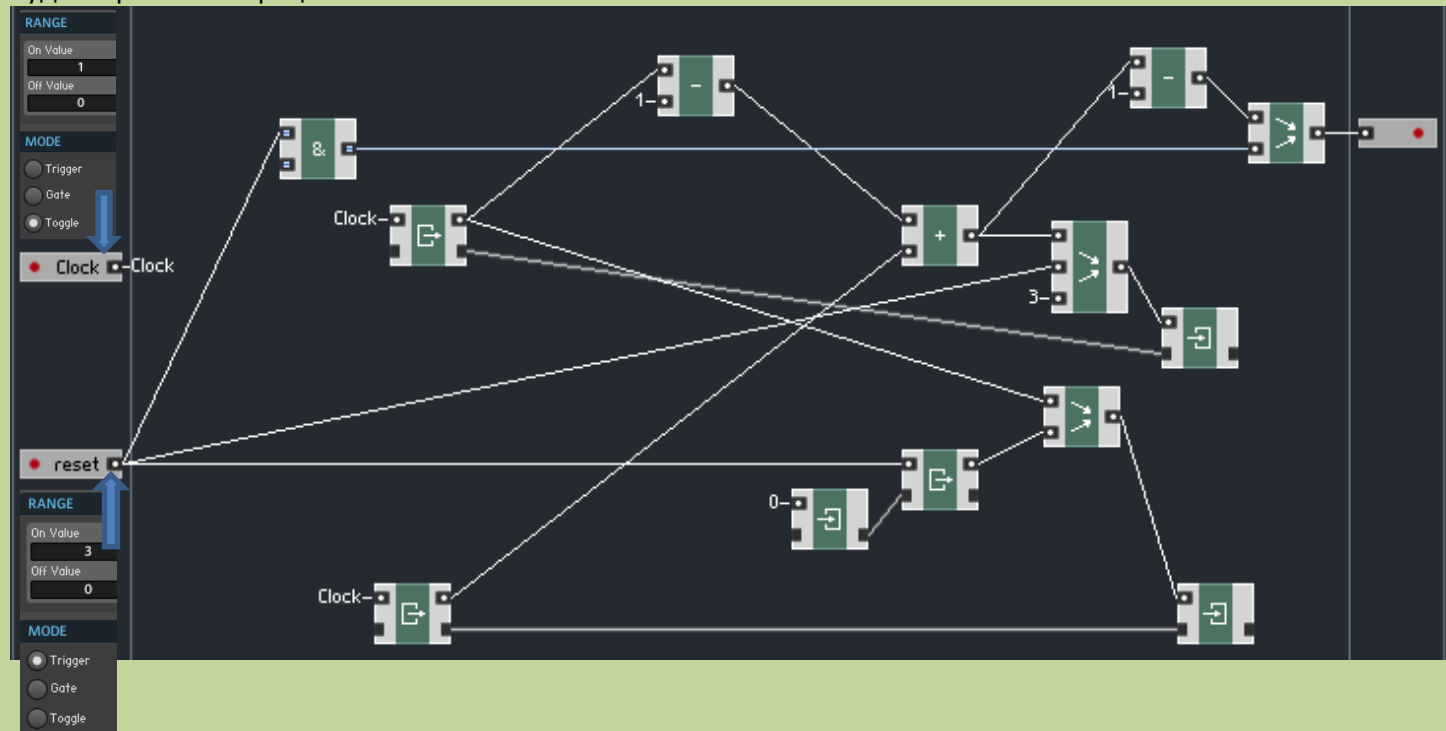 RANGE
On Value
1
Off Value
0
MODE
Trigger
Gate
Toggle
Clock
Clock
reset
RANGE
On Value
3
Off Value
0
MODE
Trigger
Gate
Toggle
&
1
-
Clock
+
1
-
3
0
Clock